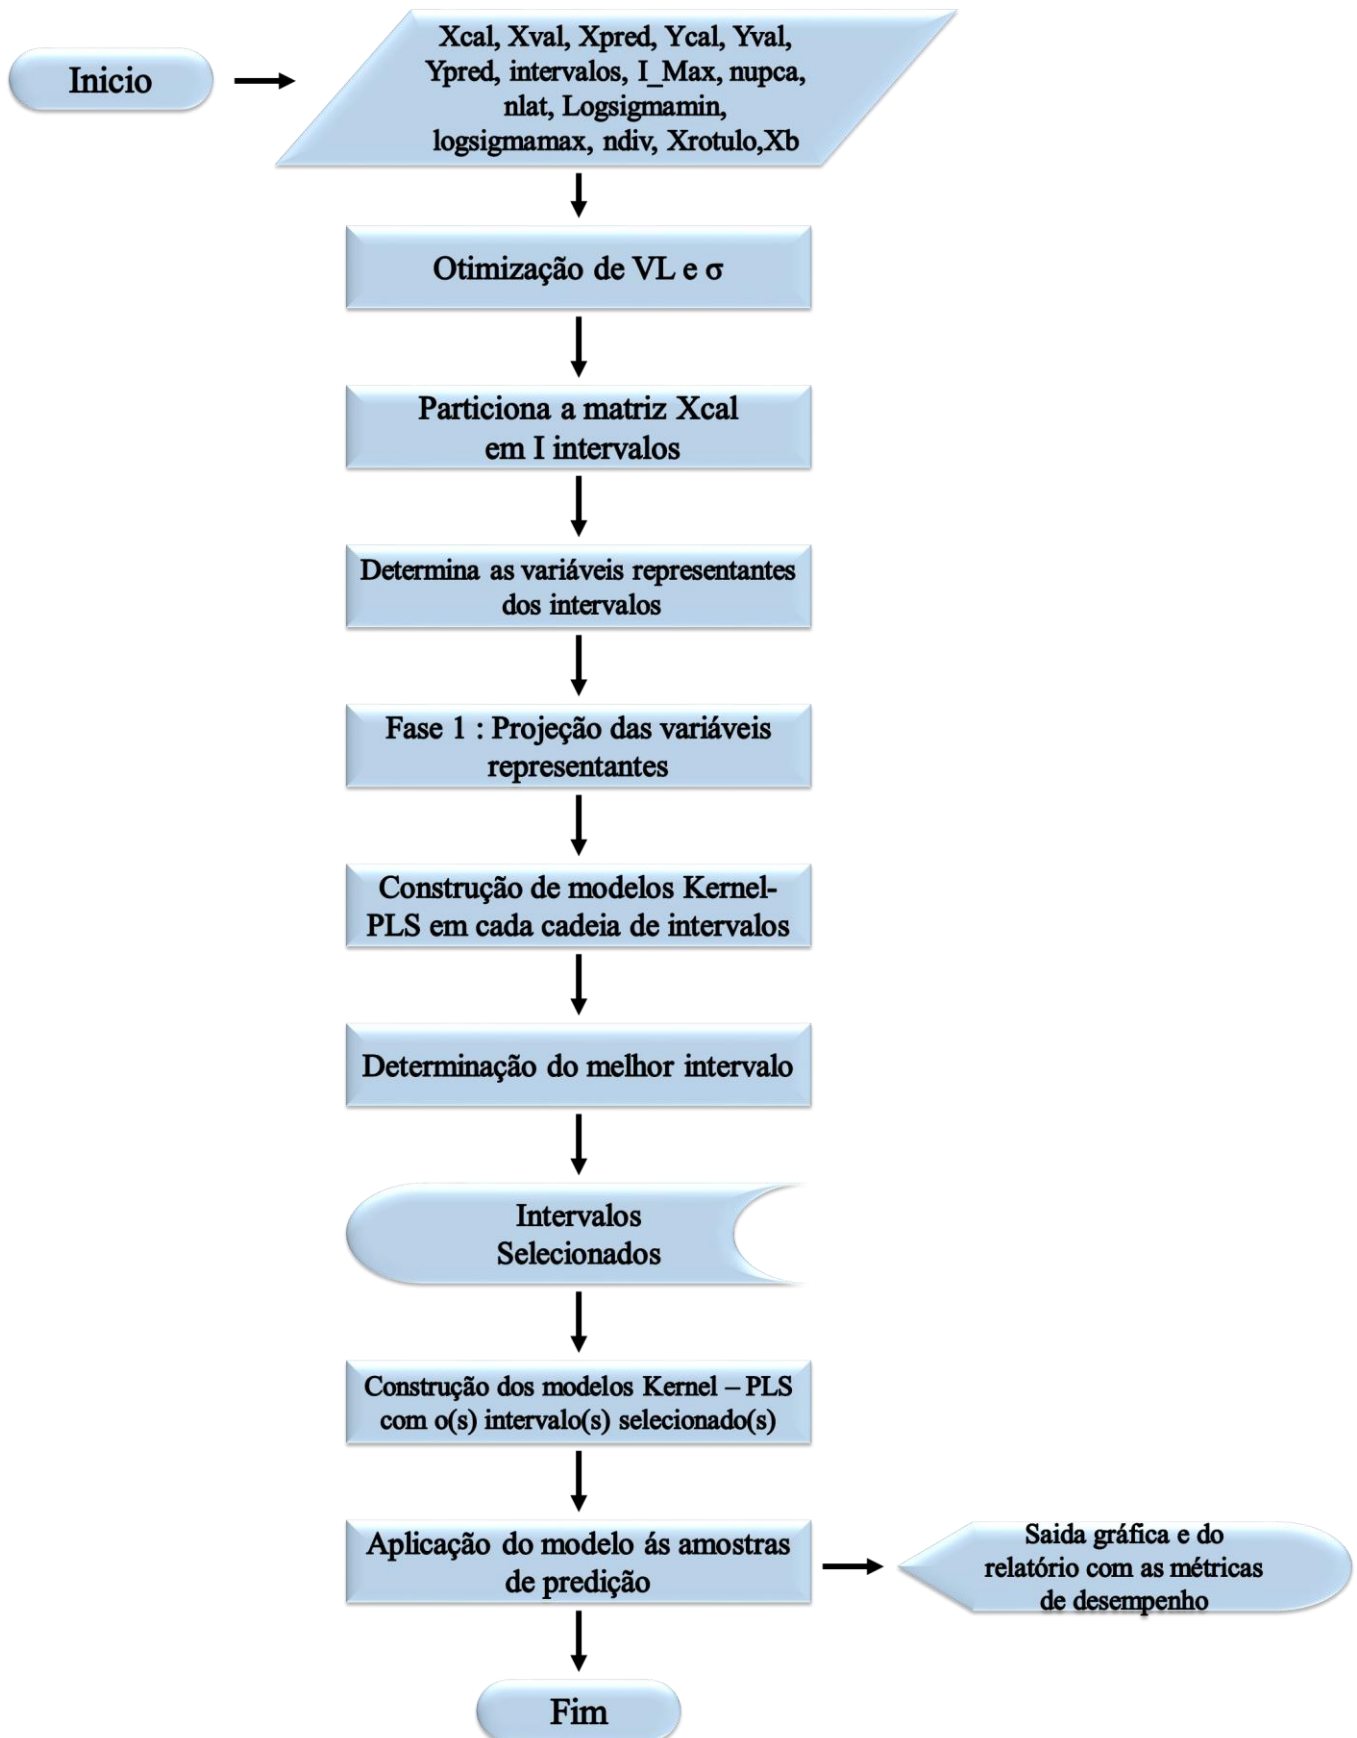 Inicio
Xcal, Xval, Xpred, Ycal, Yval,
Ypred, intervalos, I_Max, nupca,
nlat, Logsigmamin,
logsigmamax, ndiv, Xrotulo,Xb
Otimização de VL e σ
Particiona a matriz Xcal
em I intervalos
Determina as variáveis representantes
dos intervalos
Fase 1 : Projeção das variáveis
representantes
Construção de modelos Kernel-
PLS em cada cadeia de intervalos
Determinação do melhor intervalo
Intervalos
Selecionados
Construção dos modelos Kernel – PLS
com o(s) intervalo(s) selecionado(s)
Aplicação do modelo ás amostras
de predição
Saida gráfica e do
relatório com as métricas
de desempenho
Fim